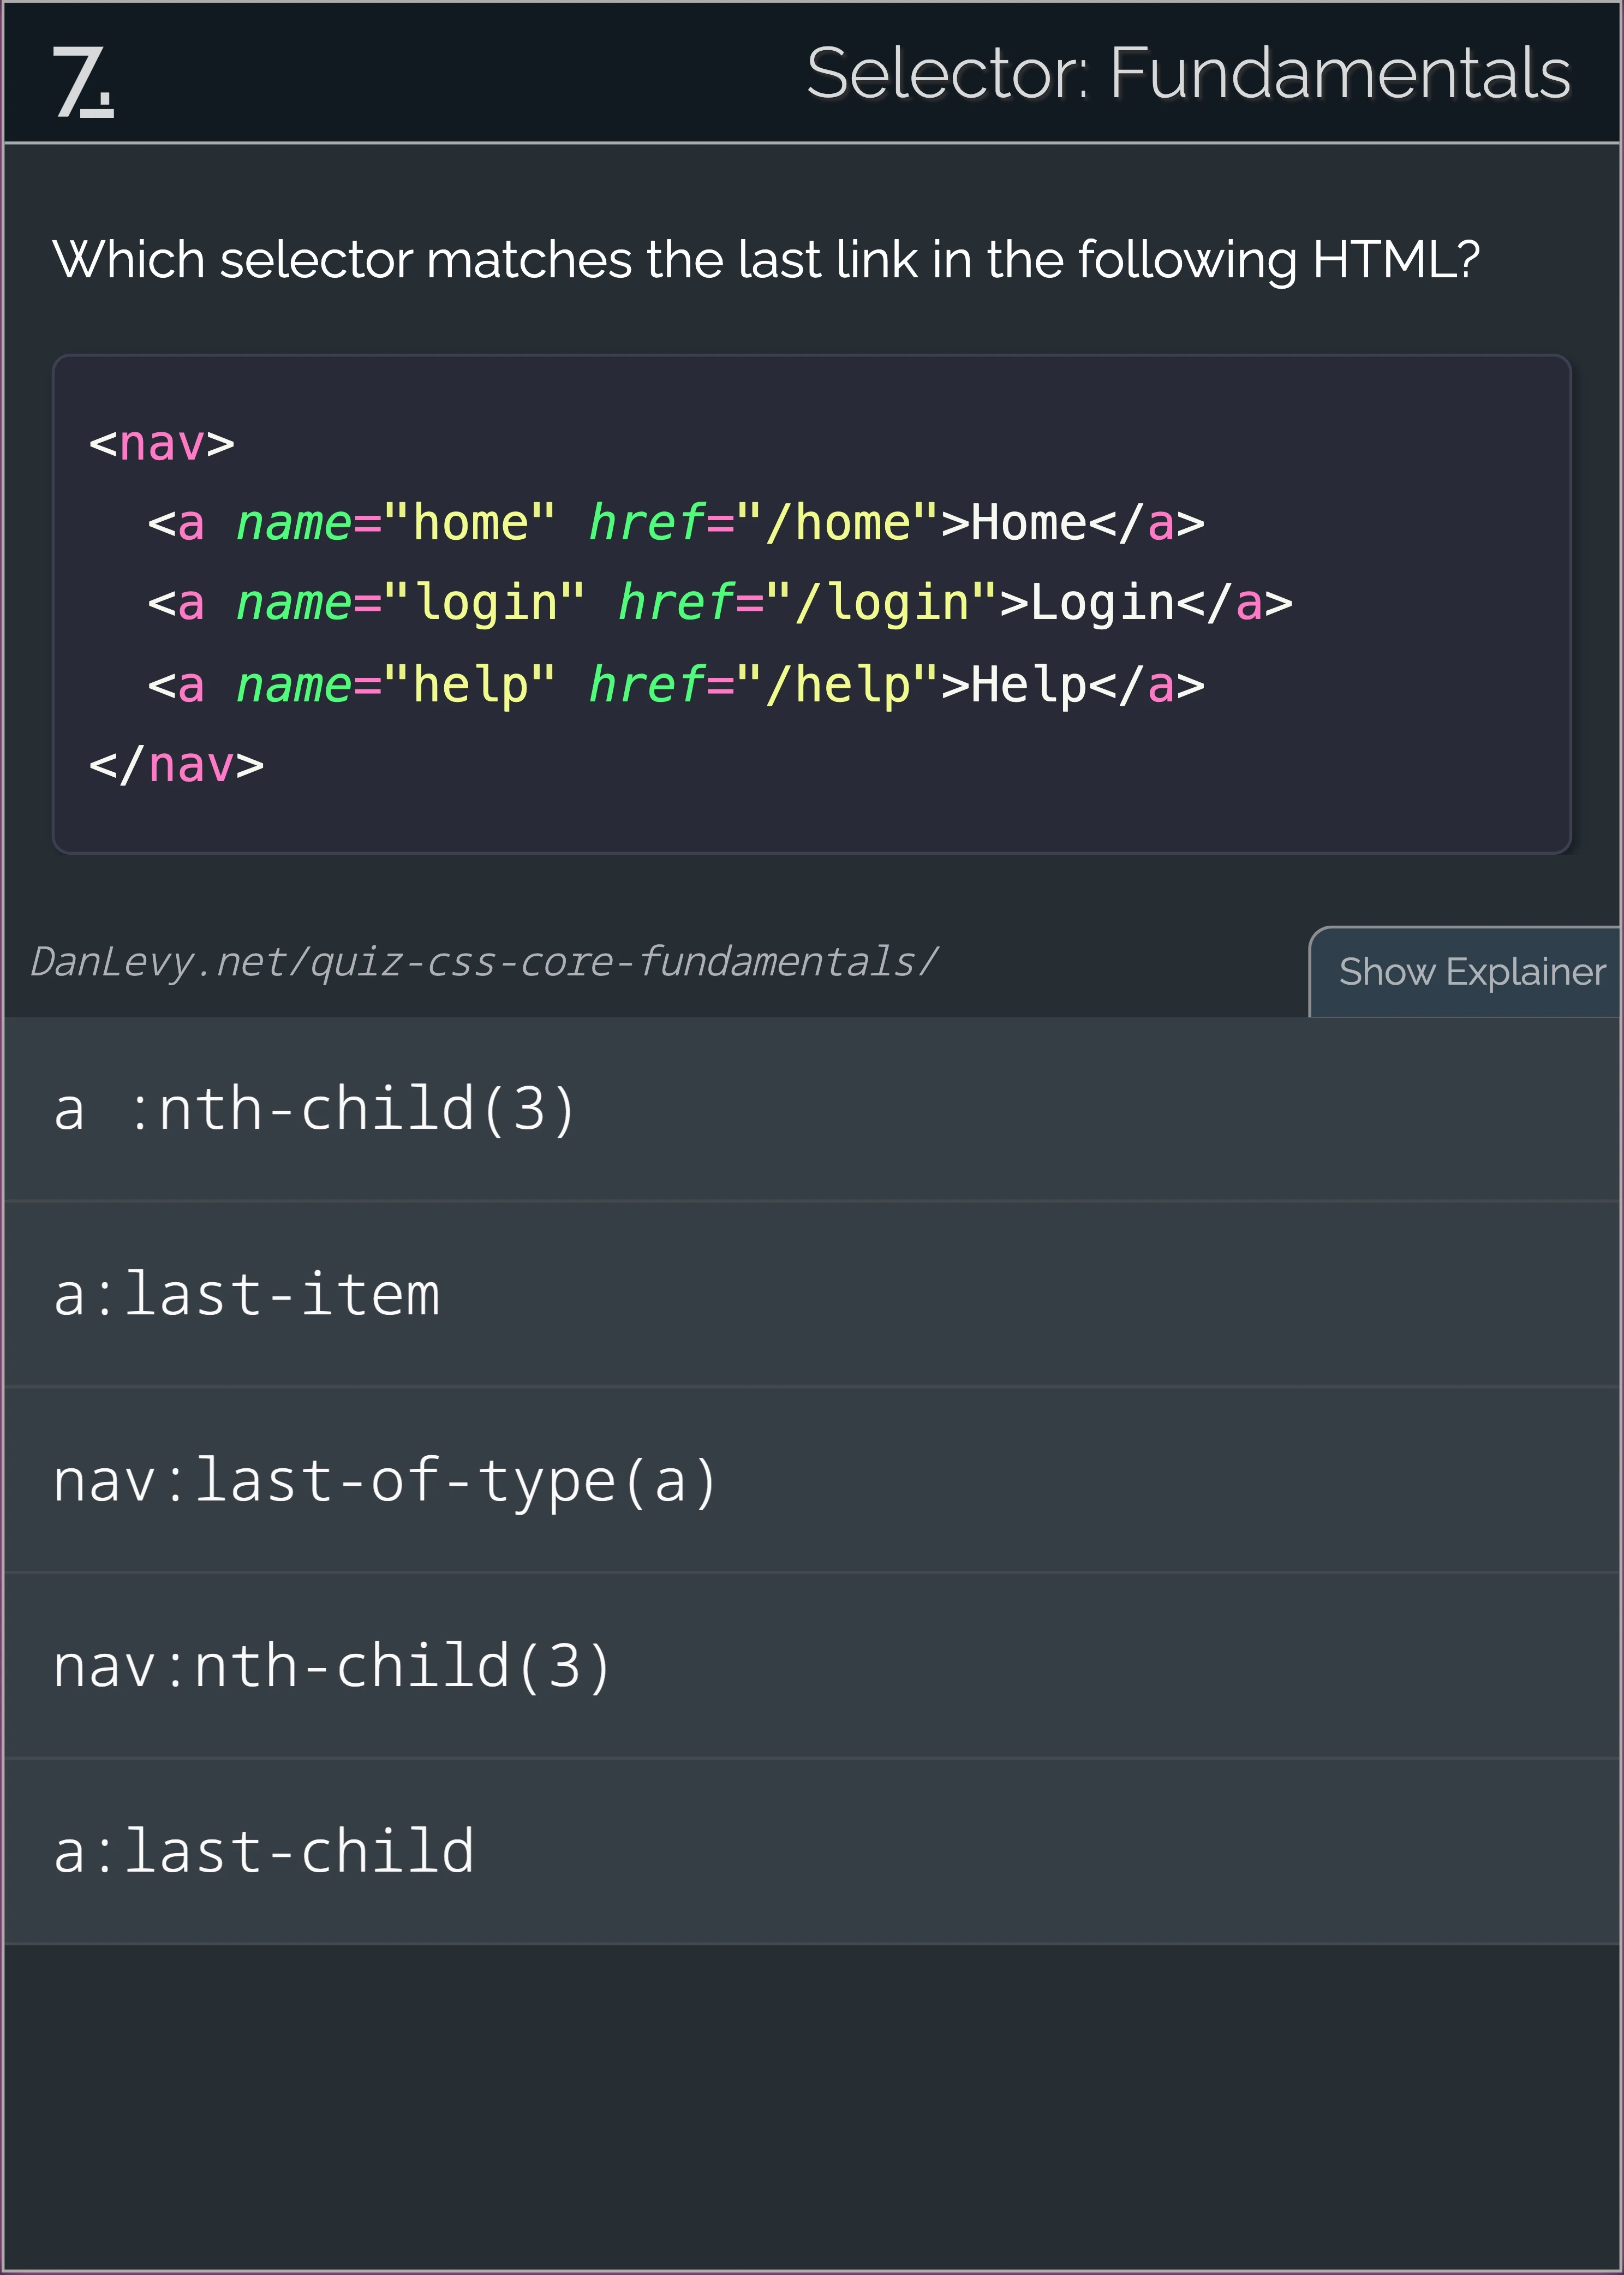 7.
Selector: Fundamentals
Which selector matches the last link in the following HTML?
<nav>
  <a name="home" href="/home">Home</a>
  <a name="login" href="/login">Login</a>
  <a name="help" href="/help">Help</a>
</nav>
DanLevy.net/quiz-css-core-fundamentals/
Show Explainer
a :nth-child(3)
a:last-item
nav:last-of-type(a)
nav:nth-child(3)
a:last-child